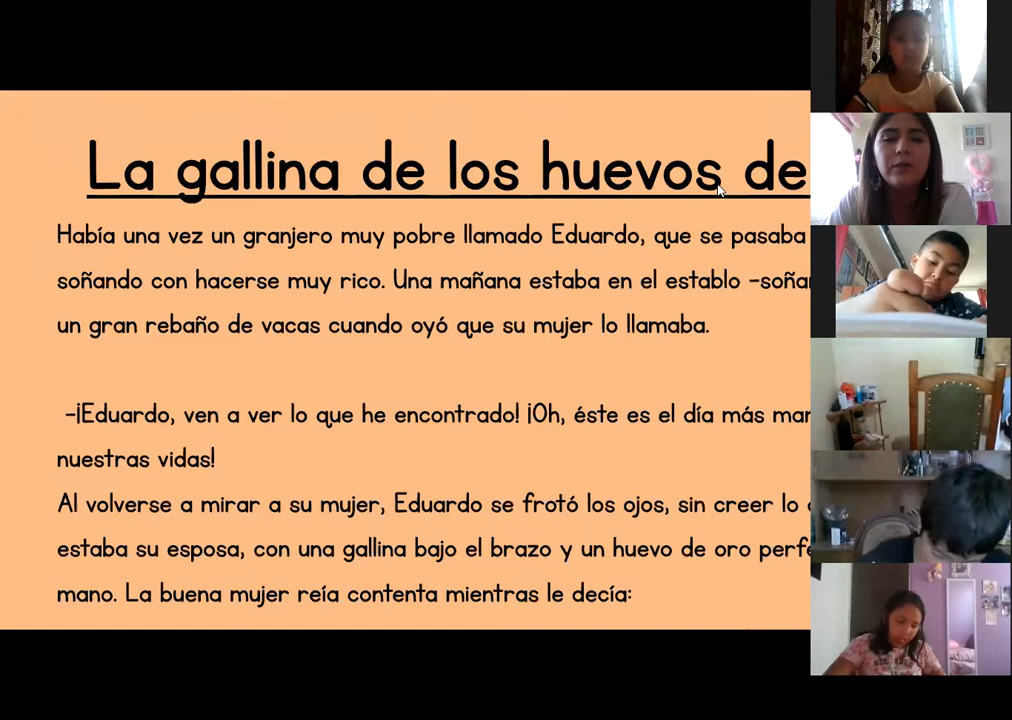 La gallina de los huevos de
Había una vez un granjero muy pobre llamado Eduardo, que se pasaba
soñando con hacerse muy rico. Una mañana estaba en el establo -soñan
un gran rebaño de vacas cuando oyó que su mujer lo llamaba.
-¡Eduardo, ven a ver lo que he encontrado! ¡Oh, éste es el día más mar
nuestras vidas!
Al volverse a mirar a su mujer, Eduardo se frotó los ojos, sin creer lo
estaba su esposa, con una gallina bajo el brazo y un huevo de oro perfe
mano. La buena mujer reía contenta mientras le decía: